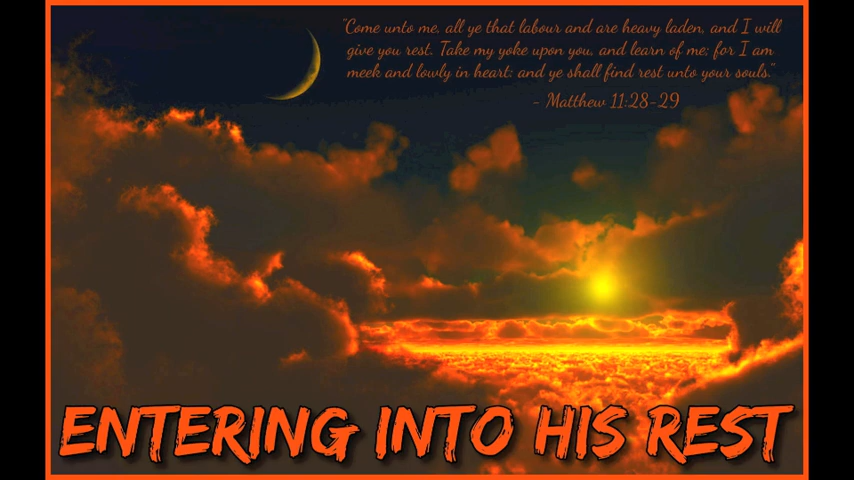 "Come unto me, all ye that labour and are heavy laden, and I will
give you rest. Take my yoke upon you, and learn of me; for I am
meek and lowly in heart: and ye shall find rest unto your souls."
- Matthew 11:28-29
ENTERING INTO HIS REST